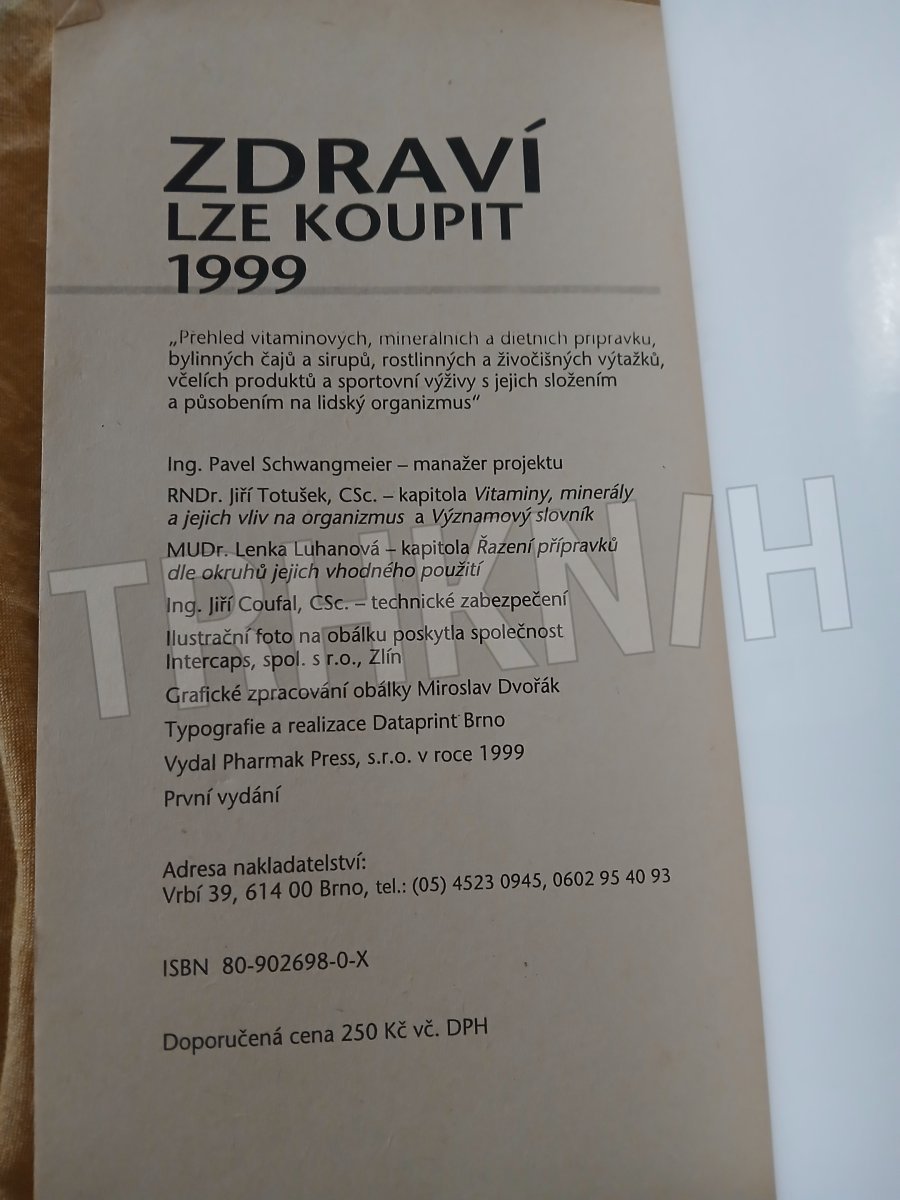 ZDRAVÍ
LZE KOUPIT
1999
„Přehled vitaminových, minerálních a dietních přípravků,
bylinných čajů a sirupů, rostlinných a živočišných výtažků,
včelích produktů a sportovní výživy s jejich složením
a působením na lidský organizmus“
Ing. Pavel Schwangmeier – manažer projektu
RNDr. Jiří Totušek, CSc. – kapitola Vitaminy, minerály
a jejich vliv na organizmus a Významový slovník
MUDr. Lenka Luhanová – kapitola Řazení přípravků
dle okruhů jejich vhodného použití
Ing. Jiří Coufal, CSc. – technické zabezpečení
Ilustrační foto na obálku poskytla společnost
Intercaps, spol. s r.o., Zlín
Grafické zpracování obálky Miroslav Dvořák
Typografie a realizace Dataprint Brno
Vydal Pharmak Press, s.r.o. v roce 1999
První vydání
Adresa nakladatelství:
Vrbí 39, 614 00 Brno, tel.: (05) 4523 0945, 0602 95 40 93
ISBN 80-902698-0-X
Doporučená cena 250 Kč vč. DPH
TRHKNIH